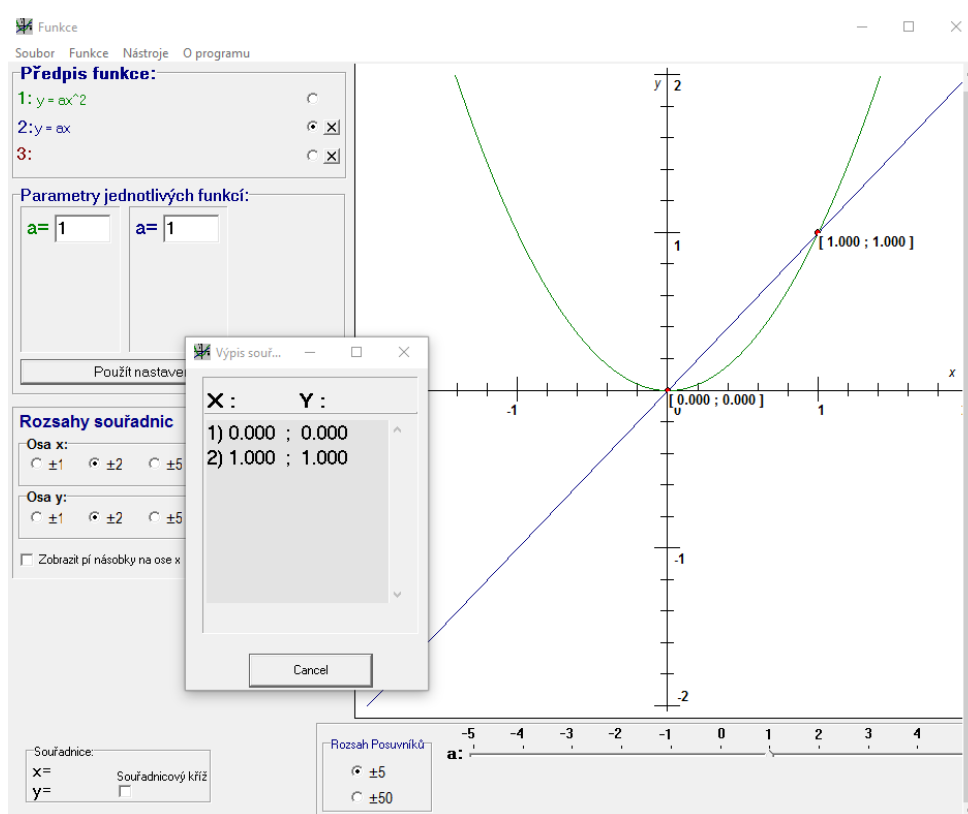 Funkce
Soubor Funkce Nástroje O programu
Předpis funkce:
1: y = ax^2
2: y = ax
3:
Parametry jednotlivých funkcí:
a= 1 a= 1
Použít nastave
Rozsahy souřadnic
Osa x:
±1 ±2 ±5
Osa y:
±1 ±2 ±5
Zobrazit pí násobky na ose x
Výpis souř...
X : Y :
1) 0.000 ; 0.000
2) 1.000 ; 1.000
Cancel
y 2
1
[ 1.000 ; 1.000 ]
x
[ 0.000 ; 0.000 ]
-1 0 1
-1
-2
Souřadnice:
x=
y=
Souřadnicový kříž
Rozsah Posuvníků
±5
±50
-5 -4 -3 -2 -1 0 1 2 3 4
a: